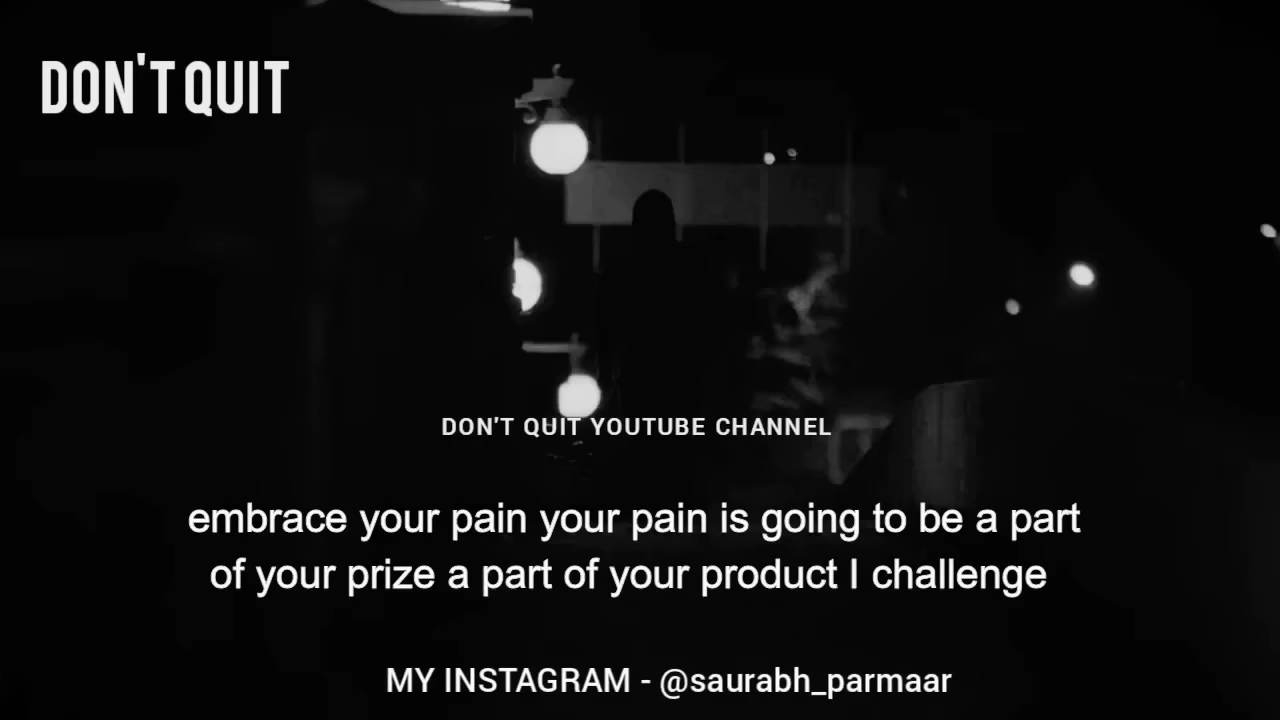 DON'T QUIT
DON'T QUIT YOUTUBE CHANNEL
embrace your pain your pain is going to be a part
of your prize a part of your product I challenge
MY INSTAGRAM - @saurabh_parmaar